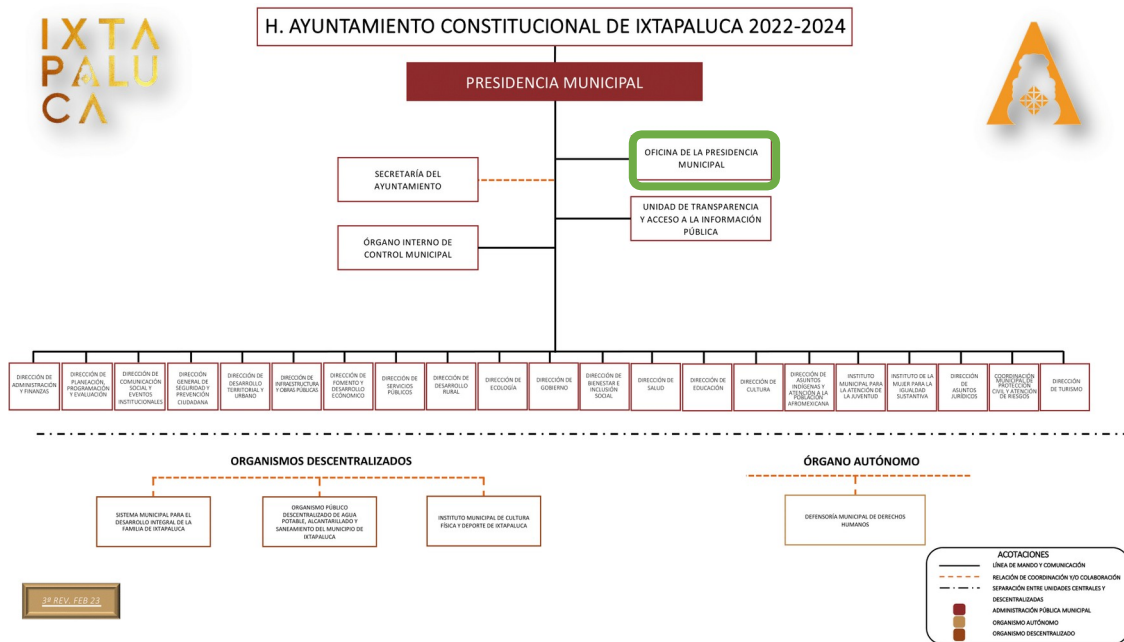 IXTA
PALU
CA
H. AYUNTAMIENTO CONSTITUCIONAL DE IXTAPALUCA 2022-2024
PRESIDENCIA MUNICIPAL
OFICINA DE LA PRESIDENCIA
MUNICIPAL
SECRETARÍA DEL
AYUNTAMIENTO
UNIDAD DE TRANSPARENCIA
Y ACCESO A LA INFORMACIÓN
PÚBLICA
ÓRGANO INTERNO DE
CONTROL MUNICIPAL
DIRECCIÓN DE
ADMINISTRACIÓN
Y FINANZAS
DIRECCIÓN DE
PLANEACIÓN,
PROGRAMACIÓN
Y EVALUACIÓN
DIRECCIÓN DE
COMUNICACIÓN
SOCIAL Y
EVENTOS
INSTITUCIONALES
DIRECCIÓN
GENERAL DE
SEGURIDAD Y
PREVENCIÓN
CIUDADANA
DIRECCIÓN DE
DESARROLLO
TERRITORIAL Y
URBANO
DIRECCIÓN DE
INFRAESTRUCTURA
Y OBRAS PÚBLICAS
DIRECCIÓN DE
FOMENTO Y
DESARROLLO
ECONÓMICO
DIRECCIÓN DE
SERVICIOS
PÚBLICOS
DIRECCIÓN DE
DESARROLLO
RURAL
DIRECCIÓN DE
ECOLOGÍA
DIRECCIÓN DE
GOBIERNO
DIRECCIÓN DE
BIENESTAR E
INCLUSIÓN
SOCIAL
DIRECCIÓN DE
SALUD
DIRECCIÓN DE
EDUCACIÓN
DIRECCIÓN DE
CULTURA
DIRECCIÓN DE
ASUNTOS
INDÍGENAS Y
ATENCIÓN A LA
POBLACIÓN
AFROMEXICANA
INSTITUTO
MUNICIPAL PARA
LA ATENCIÓN DE
LA JUVENTUD
INSTITUTO DE LA
MUJER PARA LA
IGUALDAD
SUSTANTIVA
DIRECCIÓN
DE
ASUNTOS
JURÍDICOS
COORDINACIÓN
MUNICIPAL DE
PROTECCIÓN
CIVIL Y ATENCIÓN
DE RIESGOS
DIRECCIÓN
DE TURISMO
ORGANISMOS DESCENTRALIZADOS
SISTEMA MUNICIPAL PARA EL
DESARROLLO INTEGRAL DE LA
FAMILIA DE IXTAPALUCA
ORGANISMO PÚBLICO
DESCENTRALIZADO DE AGUA
POTABLE, ALCANTARILLADO Y
SANEAMIENTO DEL MUNICIPIO DE
IXTAPALUCA
INSTITUTO MUNICIPAL DE CULTURA
FÍSICA Y DEPORTE DE IXTAPALUCA
ÓRGANO AUTÓNOMO
DEFENSORÍA MUNICIPAL DE DERECHOS
HUMANOS
ACOTACIONES
LÍNEA DE MANDO Y COMUNICACIÓN
RELACIÓN DE COORDINACIÓN Y/O COLABORACIÓN
SEPARACIÓN ENTRE UNIDADES CENTRALES Y
DESCENTRALIZADAS
ADMINISTRACIÓN PÚBLICA MUNICIPAL
ORGANISMO AUTÓNOMO
ORGANISMO DESCENTRALIZADO
3ª REV. FEB 23